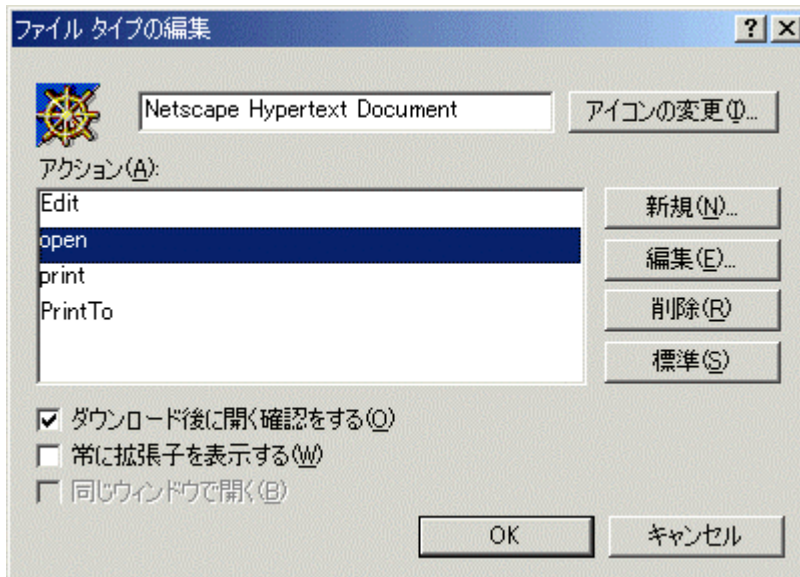 ファイル タイプの編集
Netscape Hypertext Document
アイコンの変更(I)...
アクション(A):
Edit
open
print
PrintTo
新規(N)...
編集(E)...
削除(R)
標準(S)
ダウンロード後に開く確認をする(O)
常に拡張子を表示する(W)
同じウィンドウで開く(B)
OK
キャンセル